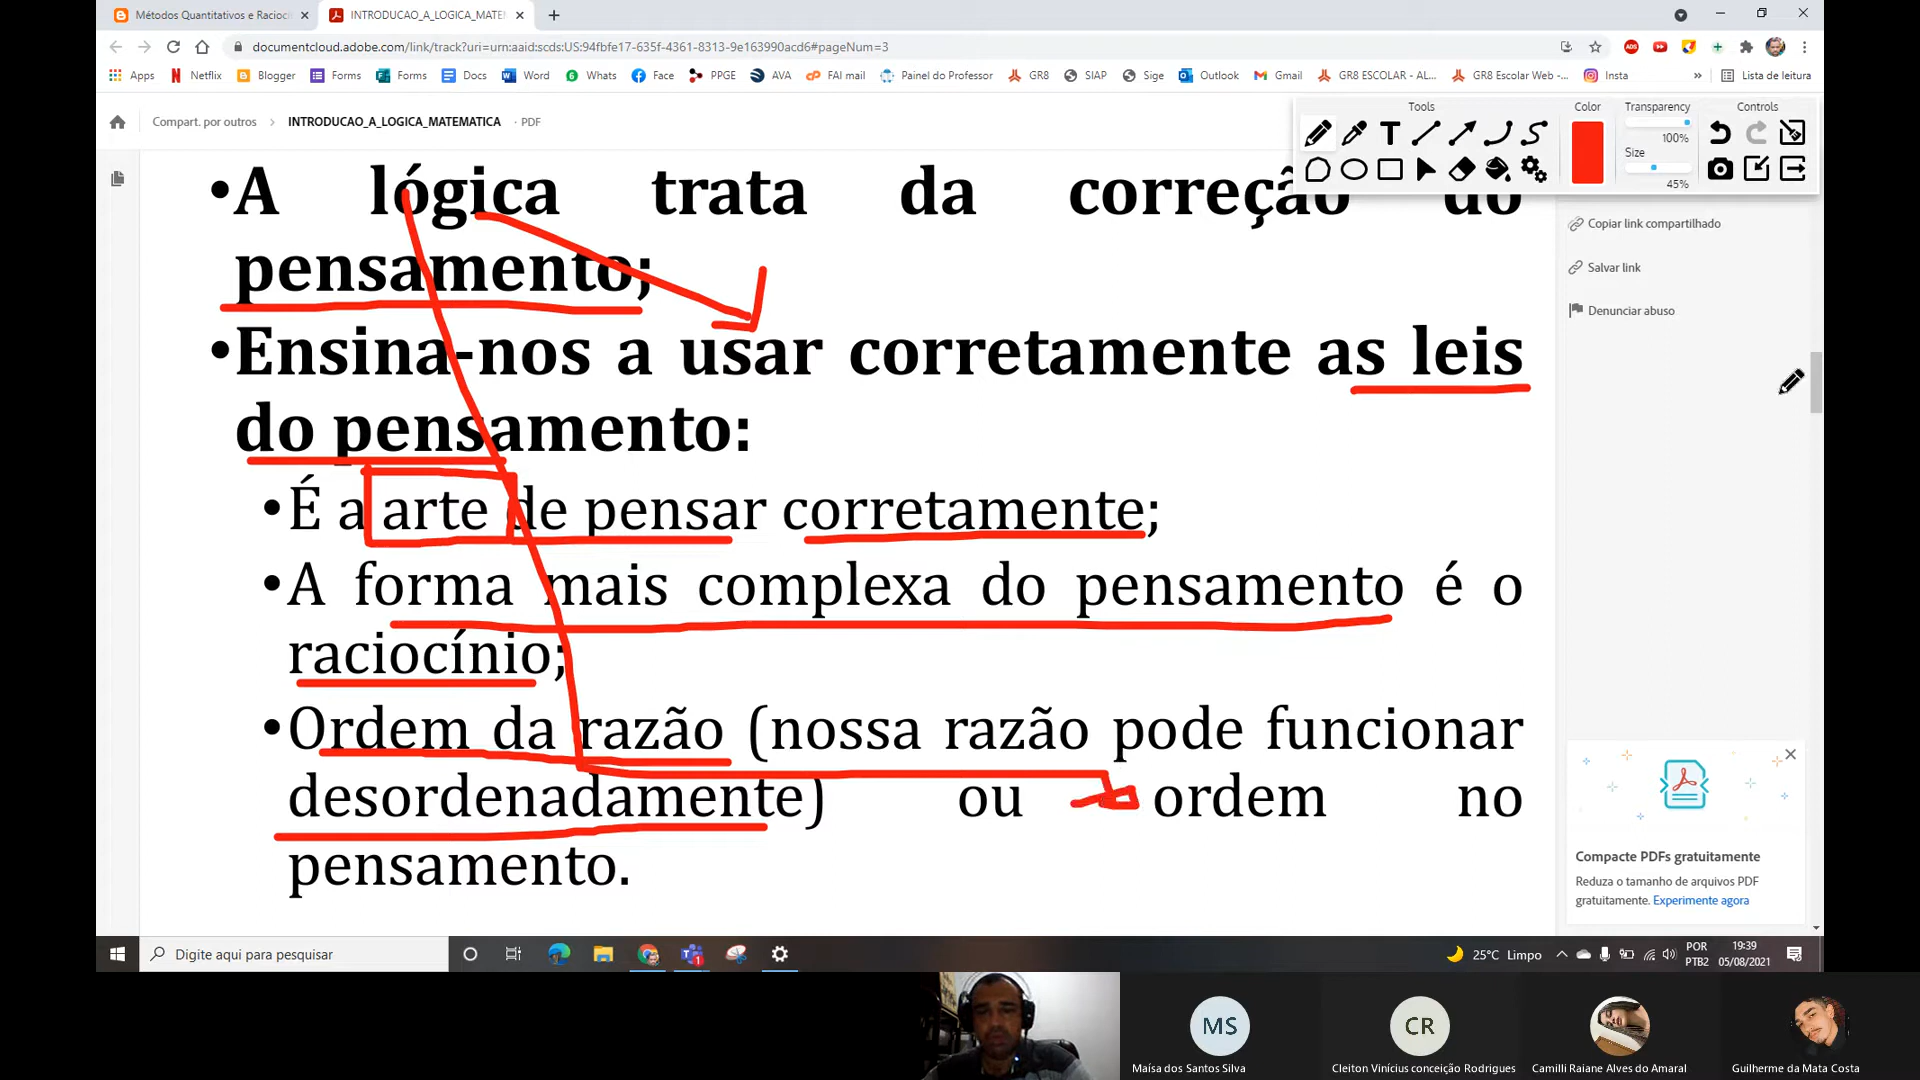 Métodos Quantitativos e Raciocí
INTRODUCAO_A_LOGICA_MATE
documentcloud.adobe.com/link/track?uri=urn:aaid:scds:US:94fbfe17-635f-4361-8313-9e163990acd6#pageNum=3
Apps Netflix Blogger Forms Forms Docs Word Whats Face PPGE AVA FAI mail Painel do Professor GR8 SIAP Sige Outlook Gmail GR8 ESCOLAR - AL... GR8 Escolar Web -... Insta » Lista de leitura
Compart. por outros > INTRODUCAO_A_LOGICA_MATEMATICA · PDF
Tools Color Transparency Controls
100%
Size
45%
•A lógica trata da correção do
pensamento;
•Ensina-nos a usar corretamente as leis
do pensamento:
•É a arte de pensar corretamente;
•A forma mais complexa do pensamento é o
raciocínio;
•Ordem da razão (nossa razão pode funcionar
desordenadamente) ou ordem no
pensamento.
Copiar link compartilhado
Salvar link
Denunciar abuso
Compacte PDFs gratuitamente
Reduza o tamanho de arquivos PDF
gratuitamente. Experimente agora
Digite aqui para pesquisar
25°C Limpo
POR
PTB2
19:39
05/08/2021
MS
CR
Maísa dos Santos Silva
Cleiton Vinícius conceição Rodrigues
Camilli Raiane Alves do Amaral
Guilherme da Mata Costa